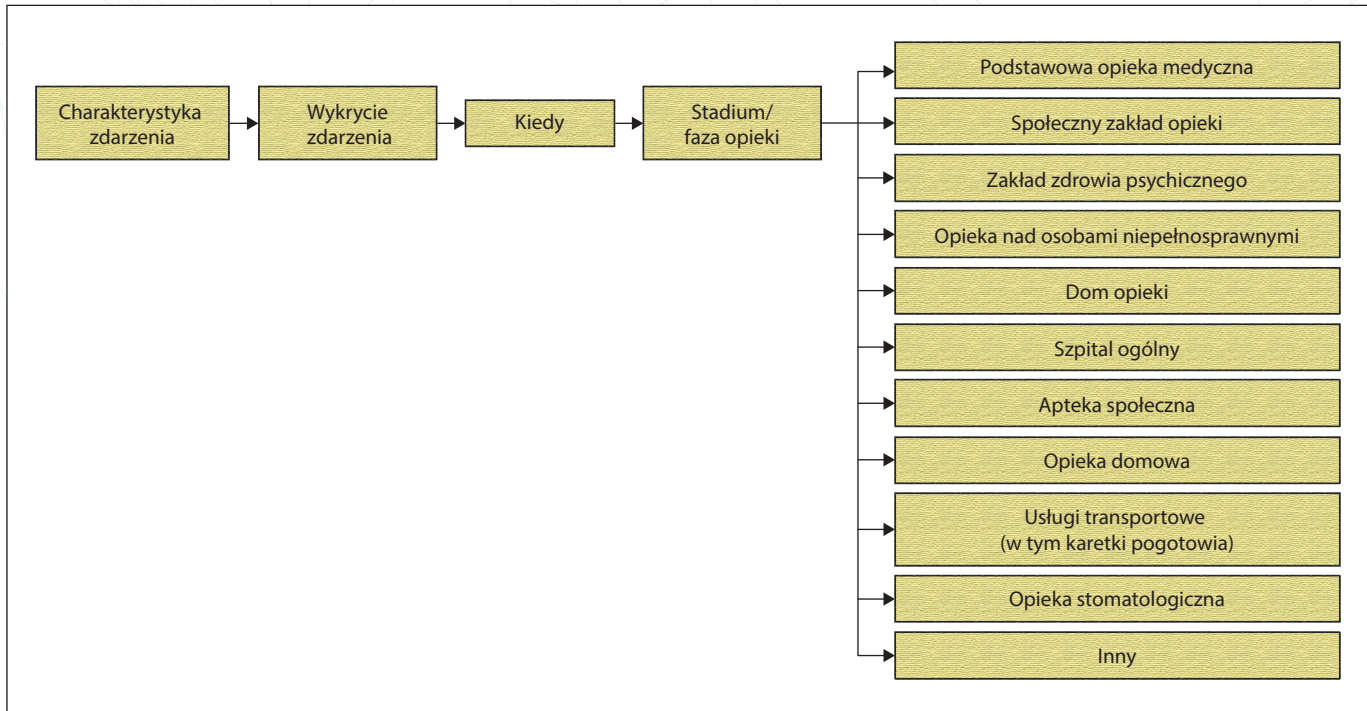 Charakterystyka
zdarzenia
Wykrycie
zdarzenia
Kiedy
Stadium/
faza opieki
Podstawowa opieka medyczna
Społeczny zakład opieki
Zakład zdrowia psychicznego
Opieka nad osobami niepełnosprawnymi
Dom opieki
Szpital ogólny
Apteka społeczna
Opieka domowa
Usługi transportowe
(w tym karetki pogotowia)
Opieka stomatologiczna
Inny